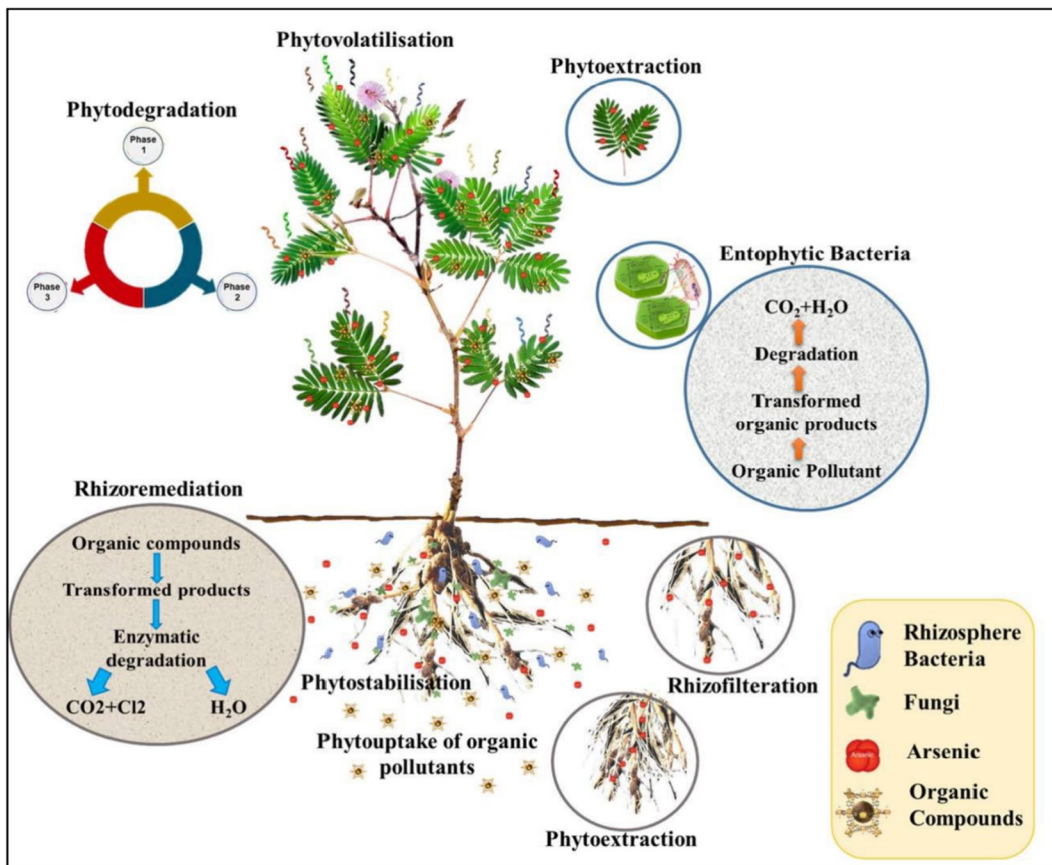 Phytovolatilisation
Phytoextraction
Phytodegradation
Phase
1
Phase
3
Phase
2
Entophytic Bacteria
CO₂+H₂O
Degradation
Transformed
organic products
Organic Pollutant
Rhizoremediation
Organic compounds
Transformed products
Enzymatic
degradation
CO2+Cl2
H₂O
Phytostabilisation
Phytouptake of organic
pollutants
Rhizofilteration
Phytoextraction
Rhizosphere
Bacteria
Fungi
Arsenic
Arsenic
Organic
Compounds